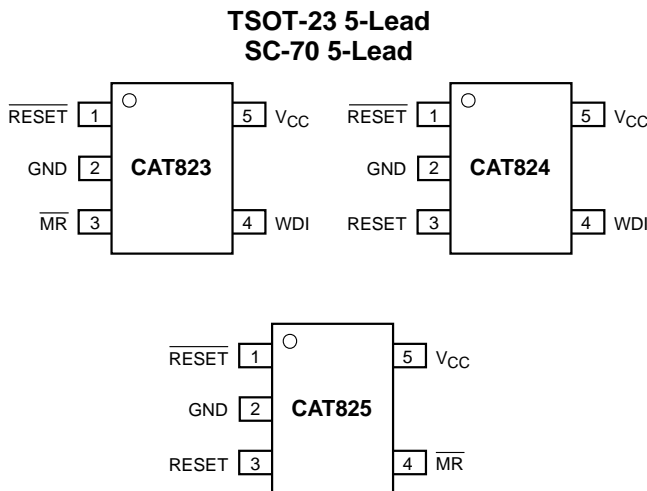 TSOT-23 5-Lead
SC-70 5-Lead
RESET 1 5 VCC
GND 2 CAT823
MR 3 4 WDI
RESET 1 5 VCC
GND 2 CAT824
RESET 3 4 WDI
RESET 1 5 VCC
GND 2 CAT825
RESET 3 4 MR